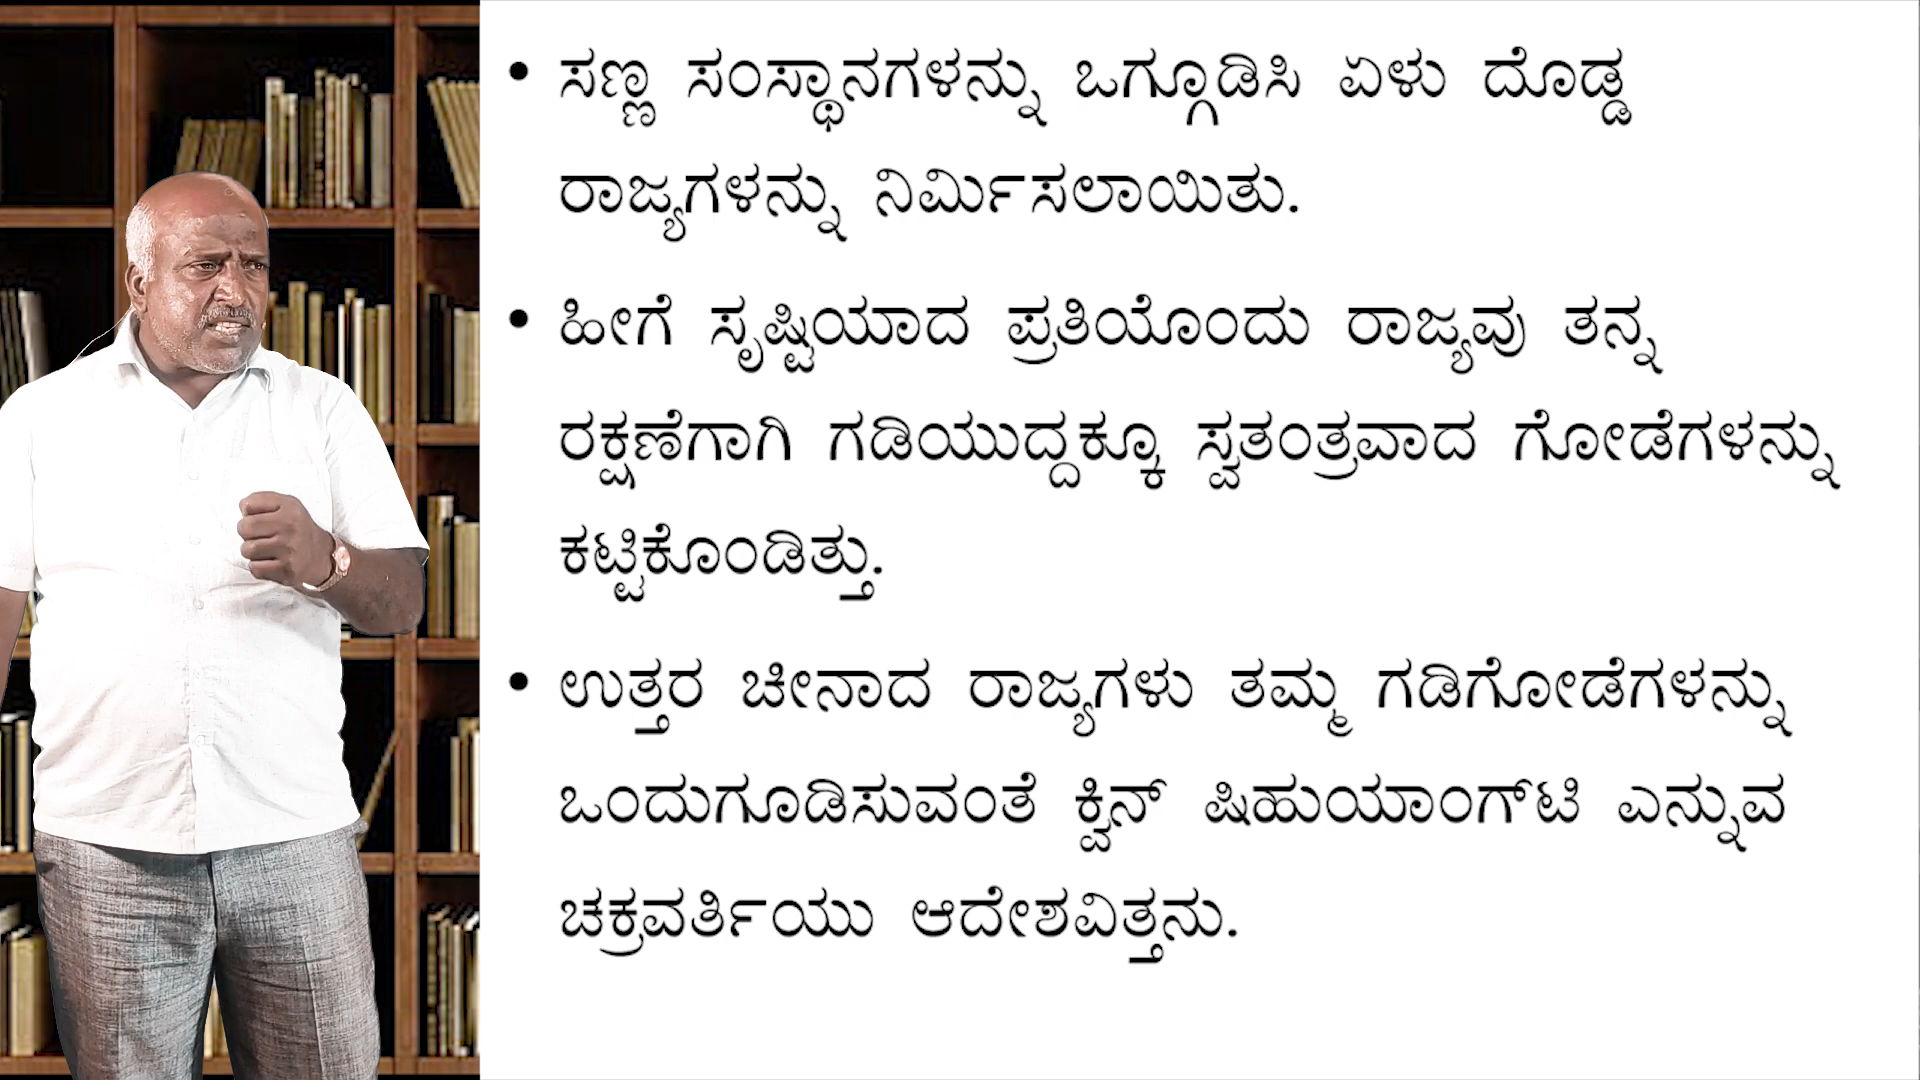 • ಸಣ್ಣ ಸಂಸ್ಥಾನಗಳನ್ನು ಒಗ್ಗೂಡಿಸಿ ಏಳು ದೊಡ್ಡ
ರಾಜ್ಯಗಳನ್ನು ನಿರ್ಮಿಸಲಾಯಿತು.
• ಹೀಗೆ ಸೃಷ್ಟಿಯಾದ ಪ್ರತಿಯೊಂದು ರಾಜ್ಯವು ತನ್ನ
ರಕ್ಷಣೆಗಾಗಿ ಗಡಿಯುದ್ದಕ್ಕೂ ಸ್ವತಂತ್ರವಾದ ಗೋಡೆಗಳನ್ನು
ಕಟ್ಟಿಕೊಂಡಿತ್ತು.
• ಉತ್ತರ ಚೀನಾದ ರಾಜ್ಯಗಳು ತಮ್ಮ ಗಡಿಗೋಡೆಗಳನ್ನು
ಒಂದುಗೂಡಿಸುವಂತೆ ಕ್ವಿನ್ ಷಿಹುಯಾಂಗ್‌ಟಿ ಎನ್ನುವ
ಚಕ್ರವರ್ತಿಯು ಆದೇಶವಿತ್ತನು.